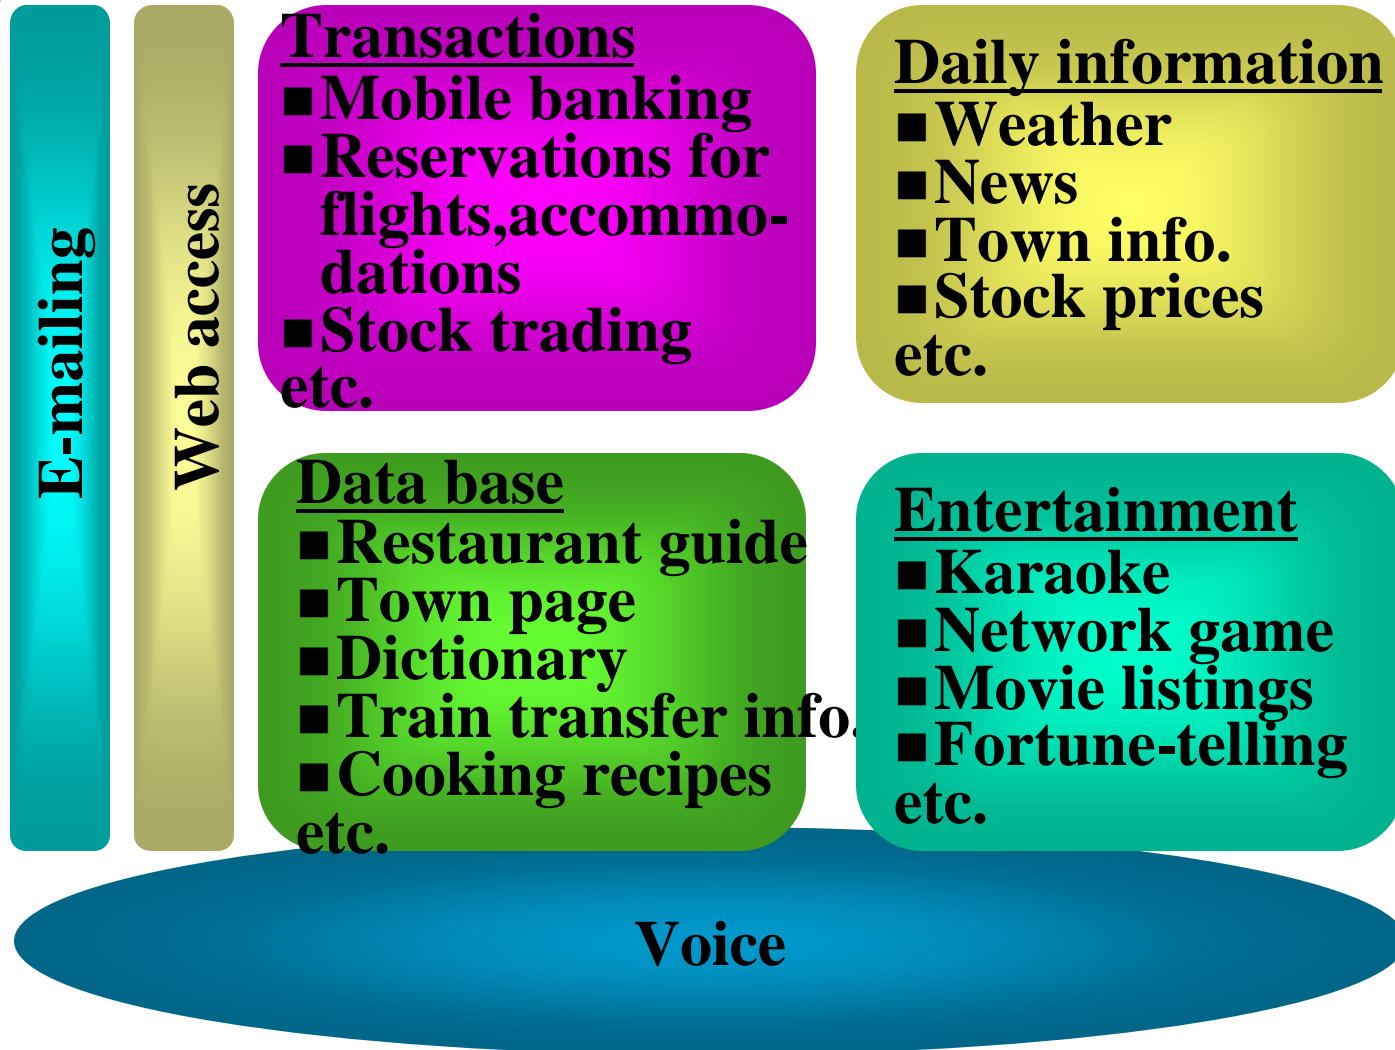 E-mailing
Web access
Transactions
■Mobile banking
■Reservations for
flights,accommo-
dations
■Stock trading
etc.
Daily information
■Weather
■News
■Town info.
■Stock prices
etc.
Data base
■Restaurant guide
■Town page
■Dictionary
■Train transfer info.
■Cooking recipes
etc.
Entertainment
■Karaoke
■Network game
■Movie listings
■Fortune-telling
etc.
Voice